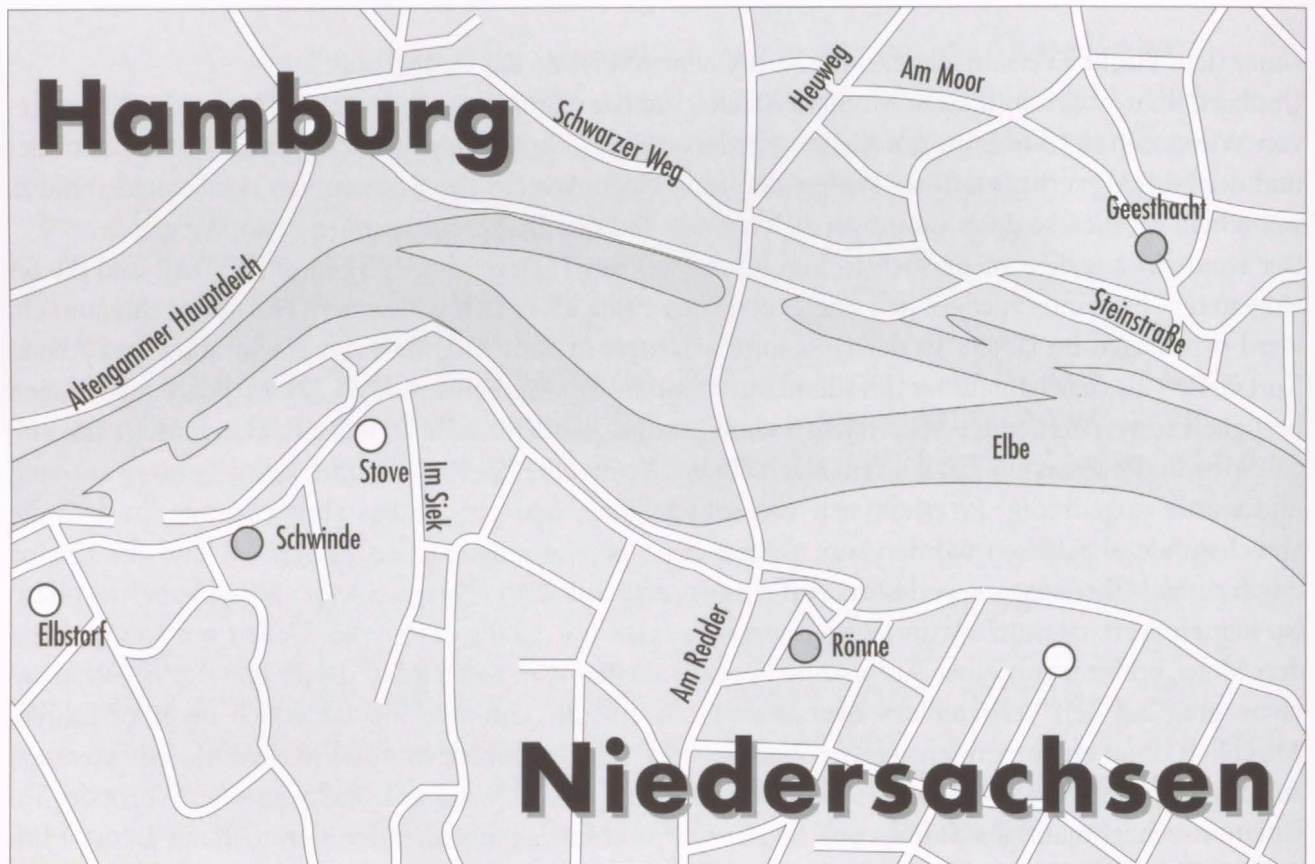 Hamburg
Heuweg
Am Moor
Schwarzer Weg
Geesthacht
Altengammer Hauptdeich
Steinstraße
Elbe
Stove
Im Siek
Schwinde
Elbstorf
Am Redder
Rönne
Niedersachsen